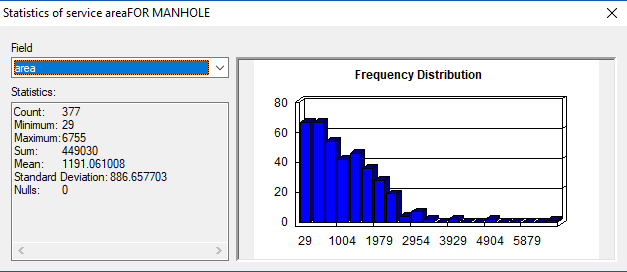 Statistics of service areaFOR MANHOLE
Field
area
Statistics:
Count: 377
Minimum: 29
Maximum: 6755
Sum: 449030
Mean: 1191.061008
Standard Deviation: 886.657703
Nulls: 0
Frequency Distribution
80
60
40
20
0
29 1004 1979 2954 3929 4904 5879